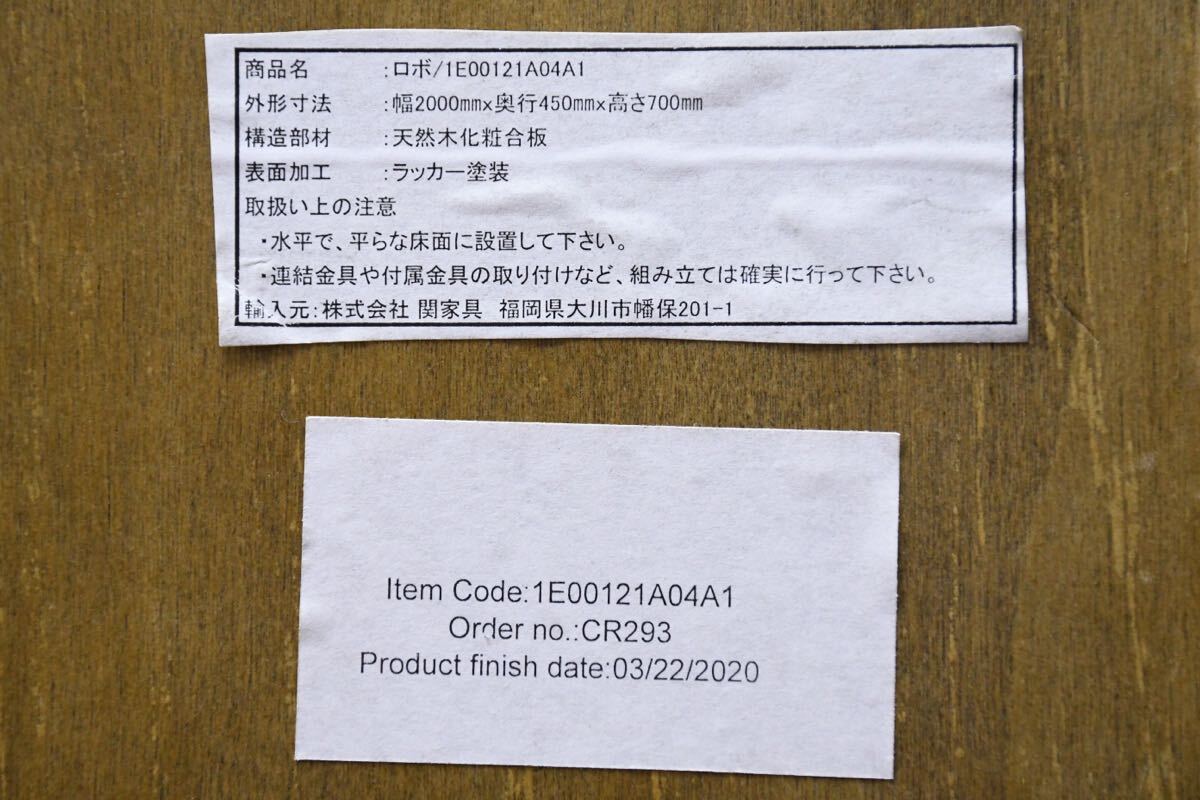 商品名　：ロボ/1E00121A04A1
外形寸法　：幅2000mm×奥行450mm×高さ700mm
構造部材　：天然木化粧合板
表面加工　：ラッカー塗装
取扱い上の注意
・水平で、平らな床面に設置して下さい。
・連結金具や付属金具の取り付けなど、組み立ては確実に行って下さい。
輸入元：株式会社 関家具　福岡県大川市幡保201-1
Item Code:1E00121A04A1
Order no.:CR293
Product finish date:03/22/2020